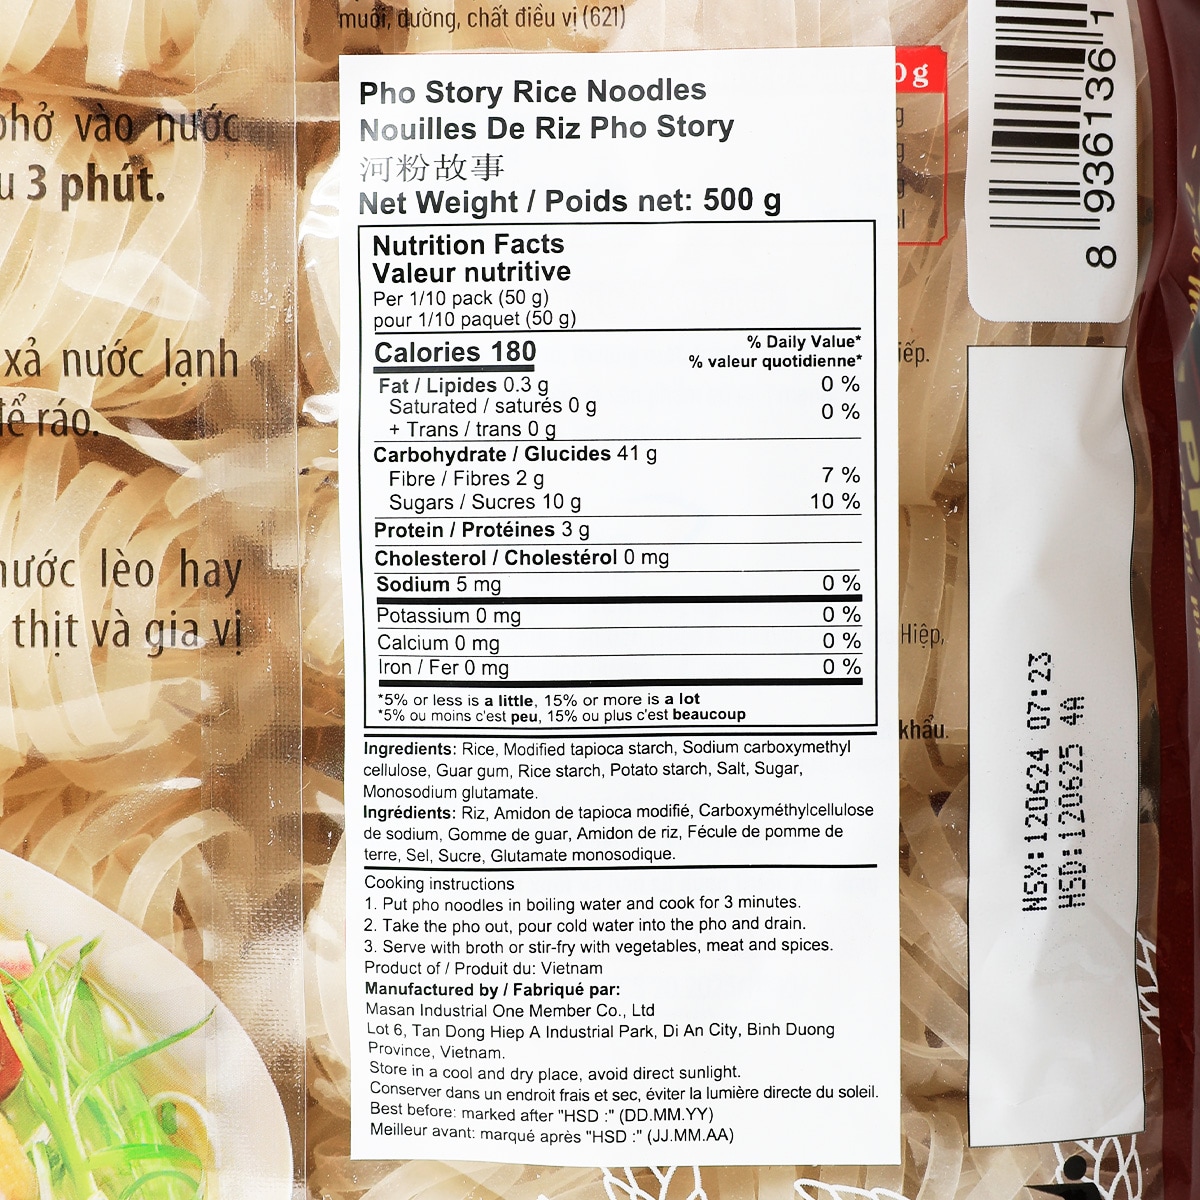 muối, đường, chất điều vị (621)
phở vào nước
3 phút.
xả nước lạnh
để ráo.
nước lèo hay
thịt và gia vị
Pho Story Rice Noodles
Nouilles De Riz Pho Story
河粉故事
Net Weight / Poids net: 500 g
Nutrition Facts
Valeur nutritive
Per 1/10 pack (50 g)
pour 1/10 paquet (50 g)
Calories 180
% Daily Value*
% valeur quotidienne*
Fat / Lipides 0.3 g 0 %
Saturated / saturés 0 g 0 %
+ Trans / trans 0 g
Carbohydrate / Glucides 41 g
Fibre / Fibres 2 g 7 %
Sugars / Sucres 10 g 10 %
Protein / Protéines 3 g
Cholesterol / Cholestérol 0 mg
Sodium 5 mg 0 %
Potassium 0 mg 0 %
Calcium 0 mg 0 %
Iron / Fer 0 mg 0 %
*5% or less is a little, 15% or more is a lot
*5% ou moins c'est peu, 15% ou plus c'est beaucoup
Ingredients: Rice, Modified tapioca starch, Sodium carboxymethyl
cellulose, Guar gum, Rice starch, Potato starch, Salt, Sugar,
Monosodium glutamate.
Ingrédients: Riz, Amidon de tapioca modifié, Carboxyméthylcellulose
de sodium, Gomme de guar, Amidon de riz, Fécule de pomme de
terre, Sel, Sucre, Glutamate monosodique.
Cooking instructions
1. Put pho noodles in boiling water and cook for 3 minutes.
2. Take the pho out, pour cold water into the pho and drain.
3. Serve with broth or stir-fry with vegetables, meat and spices.
Product of / Produit du: Vietnam
Manufactured by / Fabriqué par:
Masan Industrial One Member Co., Ltd
Lot 6, Tan Dong Hiep A Industrial Park, Di An City, Binh Duong
Province, Vietnam.
Store in a cool and dry place, avoid direct sunlight.
Conserver dans un endroit frais et sec, éviter la lumière directe du soleil.
Best before: marked after "HSD :" (DD.MM.YY)
Meilleur avant: marqué après "HSD :" (JJ.MM.AA)
g
Hiệp,
khẩu.
8 936136 1
NSX:120624 07:23
HSD:120625 4A